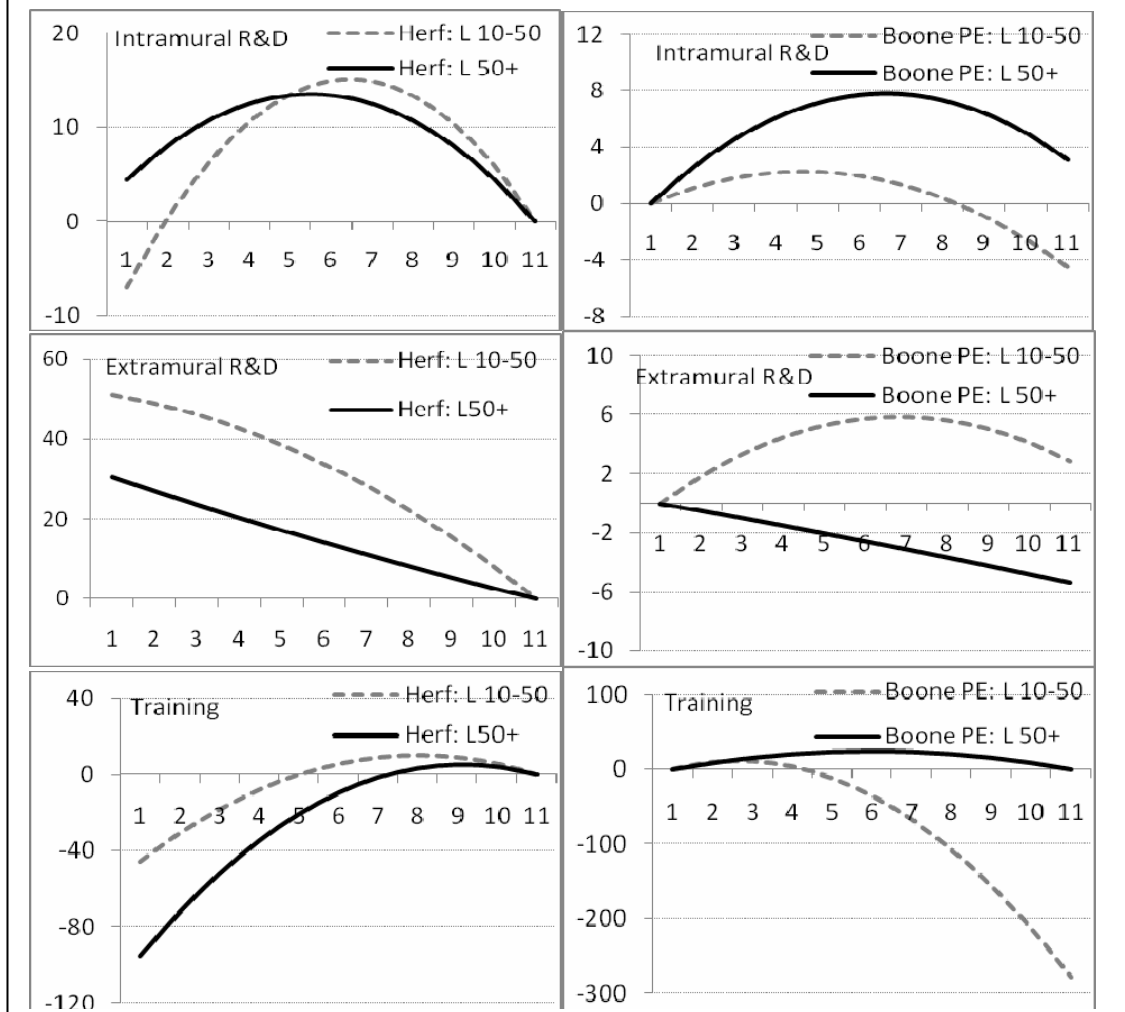 20
Intramural R&D
Herf: L 10-50
Herf: L 50+
10
0
1 2 3 4 5 6 7 8 9 10 11
-10
12
Intramural R&D
Boone PE: L 10-50
Boone PE: L 50+
8
4
0
1 2 3 4 5 6 7 8 9 10 11
-4
-8
60
Extramural R&D
Herf: L 10-50
Herf: L50+
40
20
0
1 2 3 4 5 6 7 8 9 10 11
10
Extramural R&D
Boone PE: L 10-50
Boone PE: L 50+
6
2
-2
1 2 3 4 5 6 7 8 9 10 11
-6
-10
40
Training
Herf: L 10-50
Herf: L50+
0
1 2 3 4 5 6 7 8 9 10 11
-40
-80
-120
100
Training
Boone PE: L 10-50
Boone PE: L 50+
0
1 2 3 4 5 6 7 8 9 10 11
-100
-200
-300